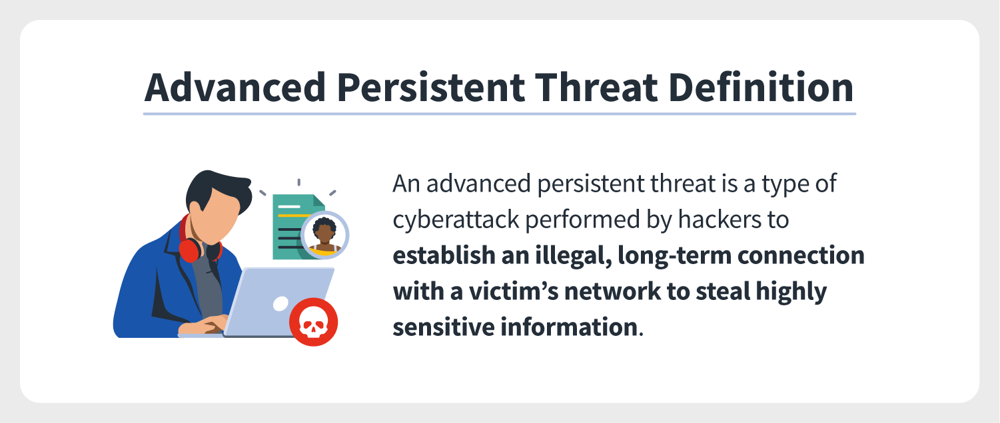 Advanced Persistent Threat Definition
An advanced persistent threat is a type of
cyberattack performed by hackers to
establish an illegal, long-term connection
with a victim’s network to steal highly
sensitive information.